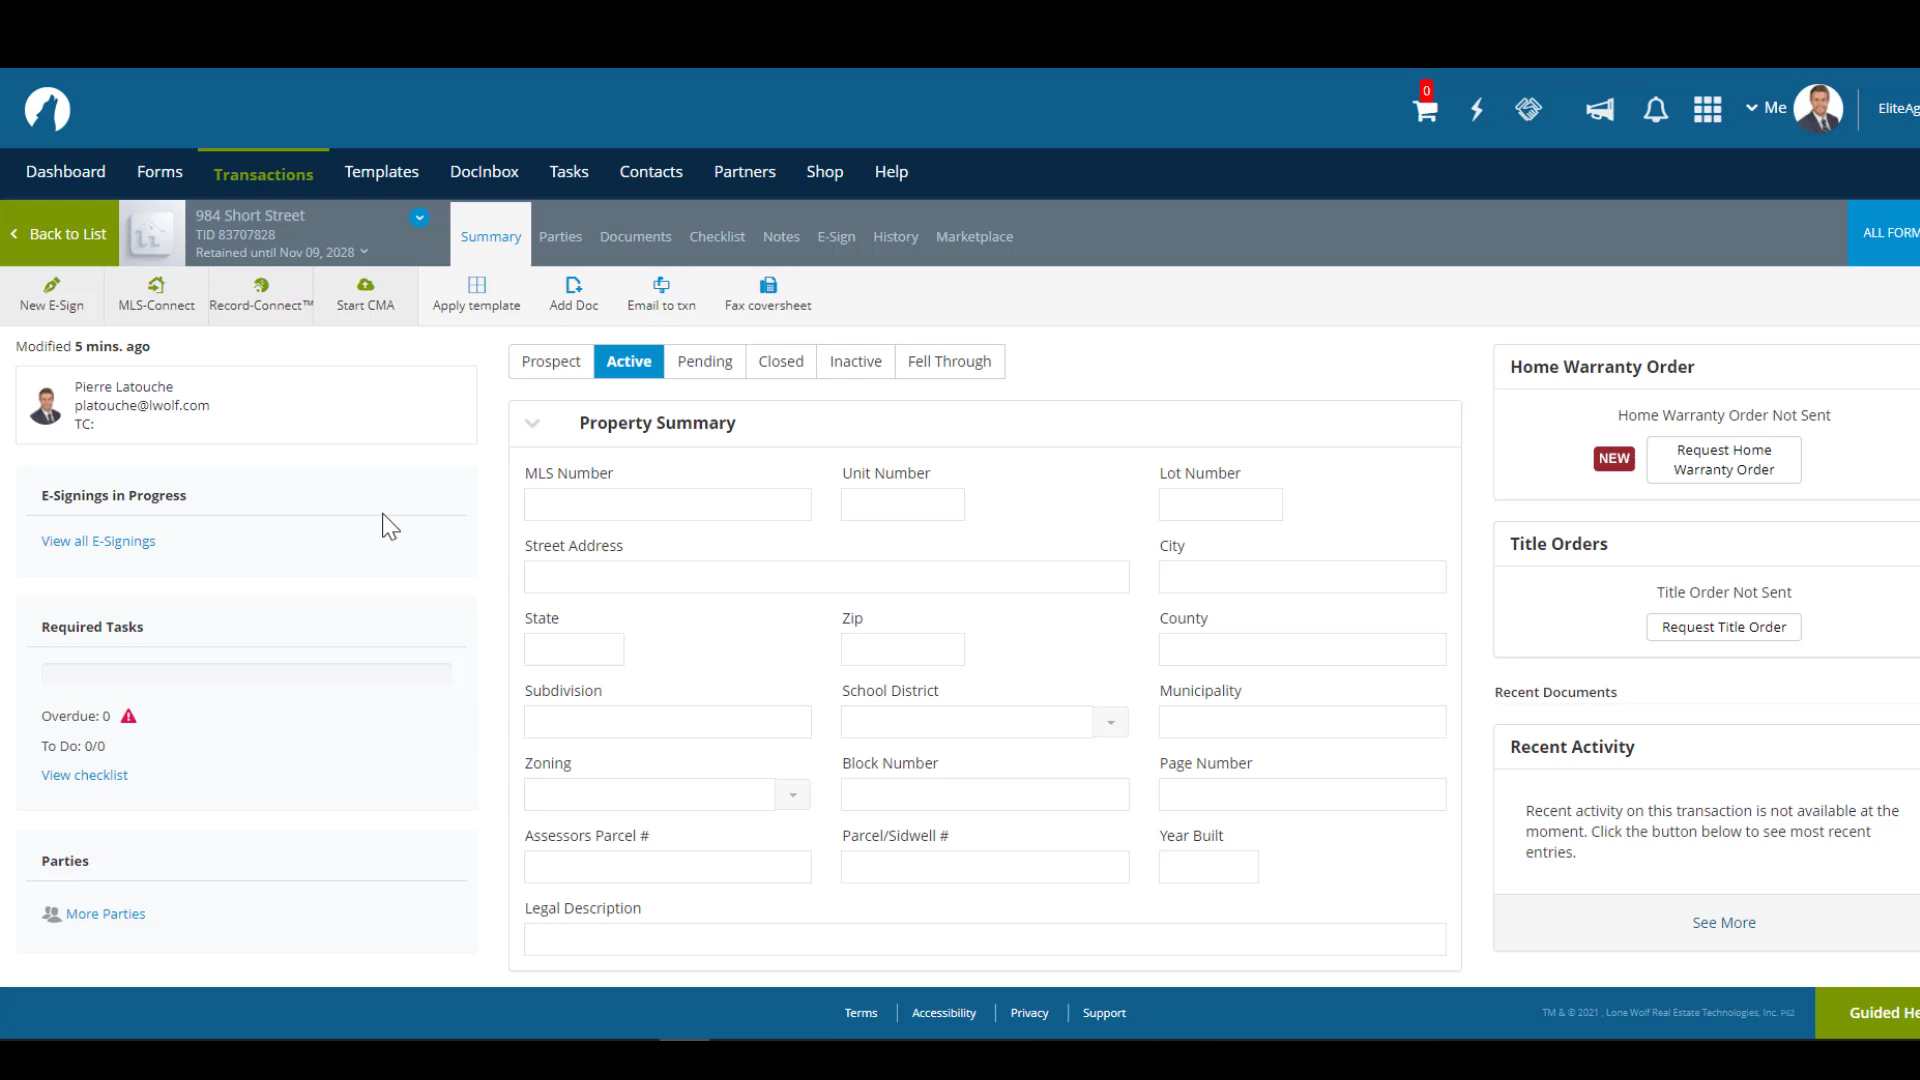 0
Me
EliteAg
Dashboard
Forms
Transactions
Templates
DocInbox
Tasks
Contacts
Partners
Shop
Help
Back to List
984 Short Street
TID 83707828
Retained until Nov 09, 2028
Summary
Parties
Documents
Checklist
Notes
E-Sign
History
Marketplace
ALL FORM
New E-Sign
MLS-Connect
Record-Connect™
Start CMA
Apply template
Add Doc
Email to txn
Fax coversheet
Modified 5 mins. ago
Pierre Latouche
platouche@lwolf.com
TC:
E-Signings in Progress
View all E-Signings
Required Tasks
Overdue: 0
To Do: 0/0
View checklist
Parties
More Parties
Prospect
Active
Pending
Closed
Inactive
Fell Through
Property Summary
MLS Number
Unit Number
Lot Number
Street Address
City
State
Zip
County
Subdivision
School District
Municipality
Zoning
Block Number
Page Number
Assessors Parcel #
Parcel/Sidwell #
Year Built
Legal Description
Home Warranty Order
Home Warranty Order Not Sent
NEW
Request Home
Warranty Order
Title Orders
Title Order Not Sent
Request Title Order
Recent Documents
Recent Activity
Recent activity on this transaction is not available at the
moment. Click the button below to see most recent
entries.
See More
Terms
Accessibility
Privacy
Support
TM & © 2021 , Lone Wolf Real Estate Technologies, Inc. P62
Guided He